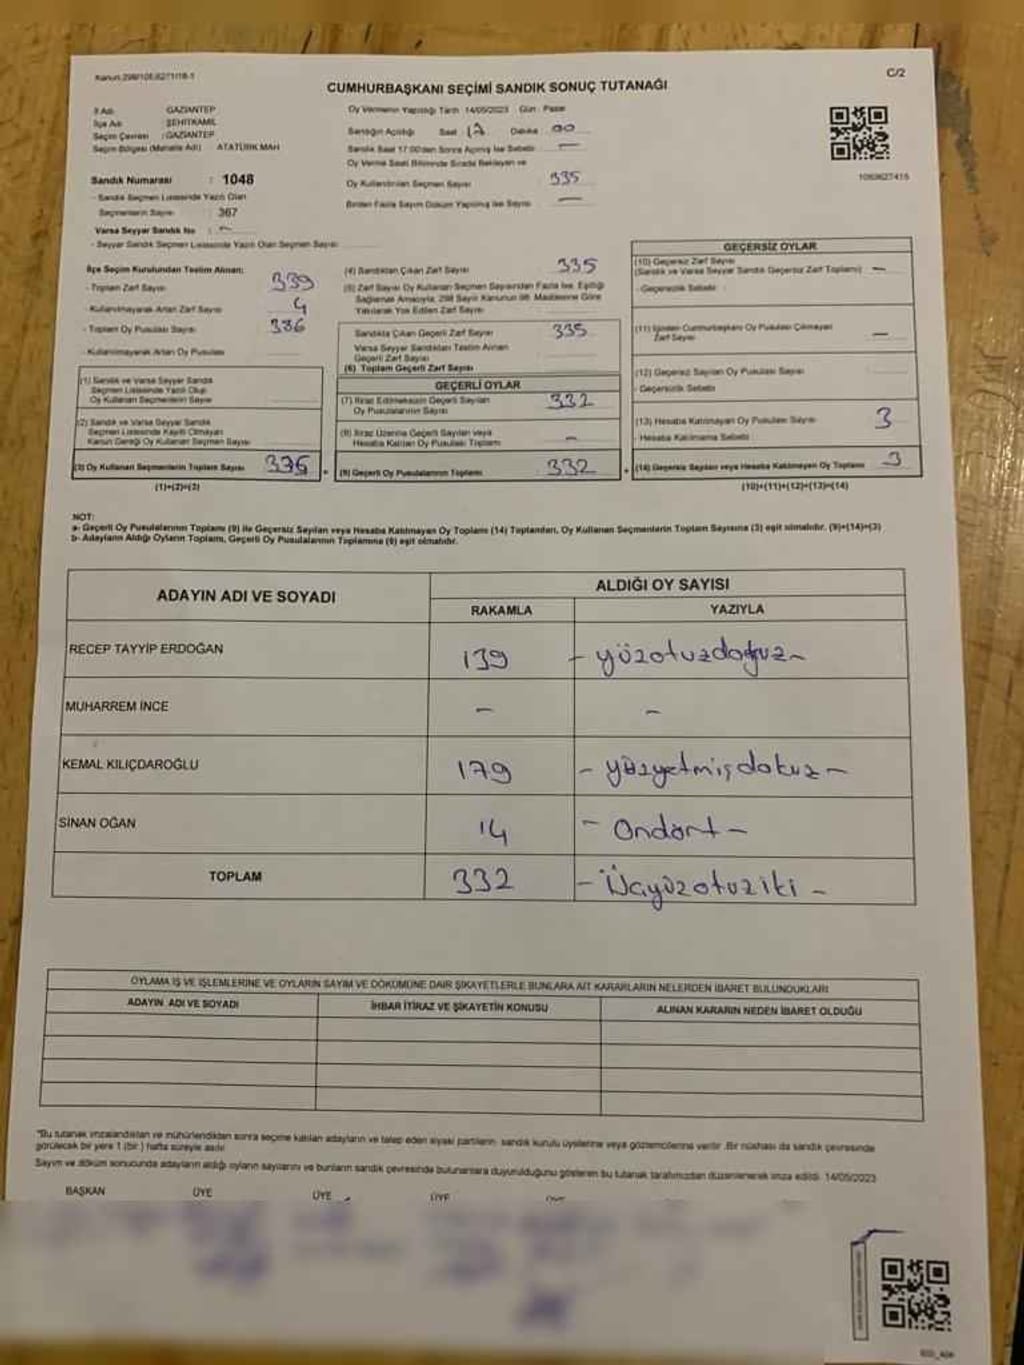 Kanun:298/105,6271/18-1
C/2
CUMHURBAŞKANI SEÇİMİ SANDIK SONUÇ TUTANAĞI
İl Adı : GAZİANTEP
İlçe Adı : ŞEHİTKAMİL
Seçim Çevresi : GAZİANTEP
Seçim Bölgesi (Mahalle Adı) : ATATÜRK MAH
Sandık Numarası : 1048
- Sandık Seçmen Listesinde Yazılı Olan
Seçmenlerin Sayısı : 367
Varsa Seyyar Sandık No : -
- Seyyar Sandık Seçmen Listesinde Yazılı Olan Seçmen Sayısı
Oy Vermenin Yapıldığı Tarih 14/05/2023 Gün : Pazar
Sandığın Açıldığı Saat 17 Dakika 00
Sandık Saat 17:00'den Sonra Açılmış İse Sebebi -
Oy Verme Saati Bitiminde Sırada Bekleyen ve
Oy Kullandırılan Seçmen Sayısı 335
Birden Fazla Sayım Döküm Yapılmış İse Sayısı -
1083627415
İlçe Seçim Kurulundan Teslim Alınan;
- Toplam Zarf Sayısı 339
- Kullanılmayarak Artan Zarf Sayısı 4
- Toplam Oy Pusulası Sayısı 386
- Kullanılmayarak Artan Oy Pusulası
(1) Sandık ve Varsa Seyyar Sandık
Seçmen Listesinde Yazılı Olup
Oy Kullanan Seçmenlerin Sayısı
(2) Sandık ve Varsa Seyyar Sandık
Seçmen Listesinde Kayıtlı Olmayan
Kanun Gereği Oy Kullanan Seçmen Sayısı
(3) Oy Kullanan Seçmenlerin Toplam Sayısı 335
(1)+(2)=(3)
(4) Sandıktan Çıkan Zarf Sayısı 335
(5) Zarf Sayısı Oy Kullanan Seçmen Sayısından Fazla İse, Eşitliği
Sağlamak Amacıyla, 298 Sayılı Kanunun 98. Maddesine Göre
Yakılarak Yok Edilen Zarf Sayısı
Sandıkta Çıkan Geçerli Zarf Sayısı 335
Varsa Seyyar Sandıktan Teslim Alınan
Geçerli Zarf Sayısı
(6) Toplam Geçerli Zarf Sayısı
GEÇERLİ OYLAR
(7) İtiraz Edilmeksizin Geçerli Sayılan
Oy Pusulalarının Sayısı 332
(8) İtiraz Üzerine Geçerli Sayılan veya
Hesaba Katılan Oy Pusulası Toplamı -
(9) Geçerli Oy Pusulalarının Toplamı 332
GEÇERSİZ OYLAR
(10) Geçersiz Zarf Sayısı
(Sandık ve Varsa Seyyar Sandık Geçersiz Zarf Toplamı) -
- Geçersizlik Sebebi
(11) İçinden Cumhurbaşkanı Oy Pusulası Çıkmayan
Zarf Sayısı -
(12) Geçersiz Sayılan Oy Pusulası Sayısı
- Geçersizlik Sebebi
(13) Hesaba Katılmayan Oy Pusulası Sayısı 3
- Hesaba Katılmama Sebebi
(14) Geçersiz Sayılan veya Hesaba Katılmayan Oy Toplamı 3
(10)+(11)+(12)+(13)=(14)
NOT:
a- Geçerli Oy Pusulalarının Toplamı (9) ile Geçersiz Sayılan veya Hesaba Katılmayan Oy Toplamı (14) Toplamları, Oy Kullanan Seçmenlerin Toplam Sayısına (3) eşit olmalıdır. (9)+(14)=(3)
b- Adayların Aldığı Oyların Toplamı, Geçerli Oy Pusulalarının Toplamına (9) eşit olmalıdır.
ADAYIN ADI VE SOYADI
ALDIĞI OY SAYISI
RAKAMLA YAZIYLA
RECEP TAYYİP ERDOĞAN 139 - yüzotuzdokuz -
MUHARREM İNCE - -
KEMAL KILIÇDAROĞLU 179 - yüzyetmişdokuz -
SİNAN OĞAN 14 - Ondört -
TOPLAM 332 - Üçyüzotuziki -
OYLAMA İŞ VE İŞLEMLERİNE VE OYLARIN SAYIM VE DÖKÜMÜNE DAİR ŞİKAYETLERLE BUNLARA AİT KARARLARIN NELERDEN İBARET BULUNDUKLARI
ADAYIN ADI VE SOYADI İHBAR İTİRAZ VE ŞİKAYETİN KONUSU ALINAN KARARIN NEDEN İBARET OLDUĞU
"Bu tutanak imzalandıktan ve mühürlendikten sonra seçime katılan adayların ve talep eden siyasi partilerin sandık kurulu üyelerine veya gözlemcilerine verilir. Bir nüshası da sandık çevresinde
görülecek bir yere 1 (bir ) hafta süreyle asılır
Sayım ve döküm sonucunda adayların aldığı oyların sayılarını ve bunların sandık çevresinde bulunanlara duyurulduğunu gösteren bu tutanak tarafımızdan düzenlenerek imza edildi. 14/05/2023
BAŞKAN ÜYE ÜYE ÜYE ÜYE